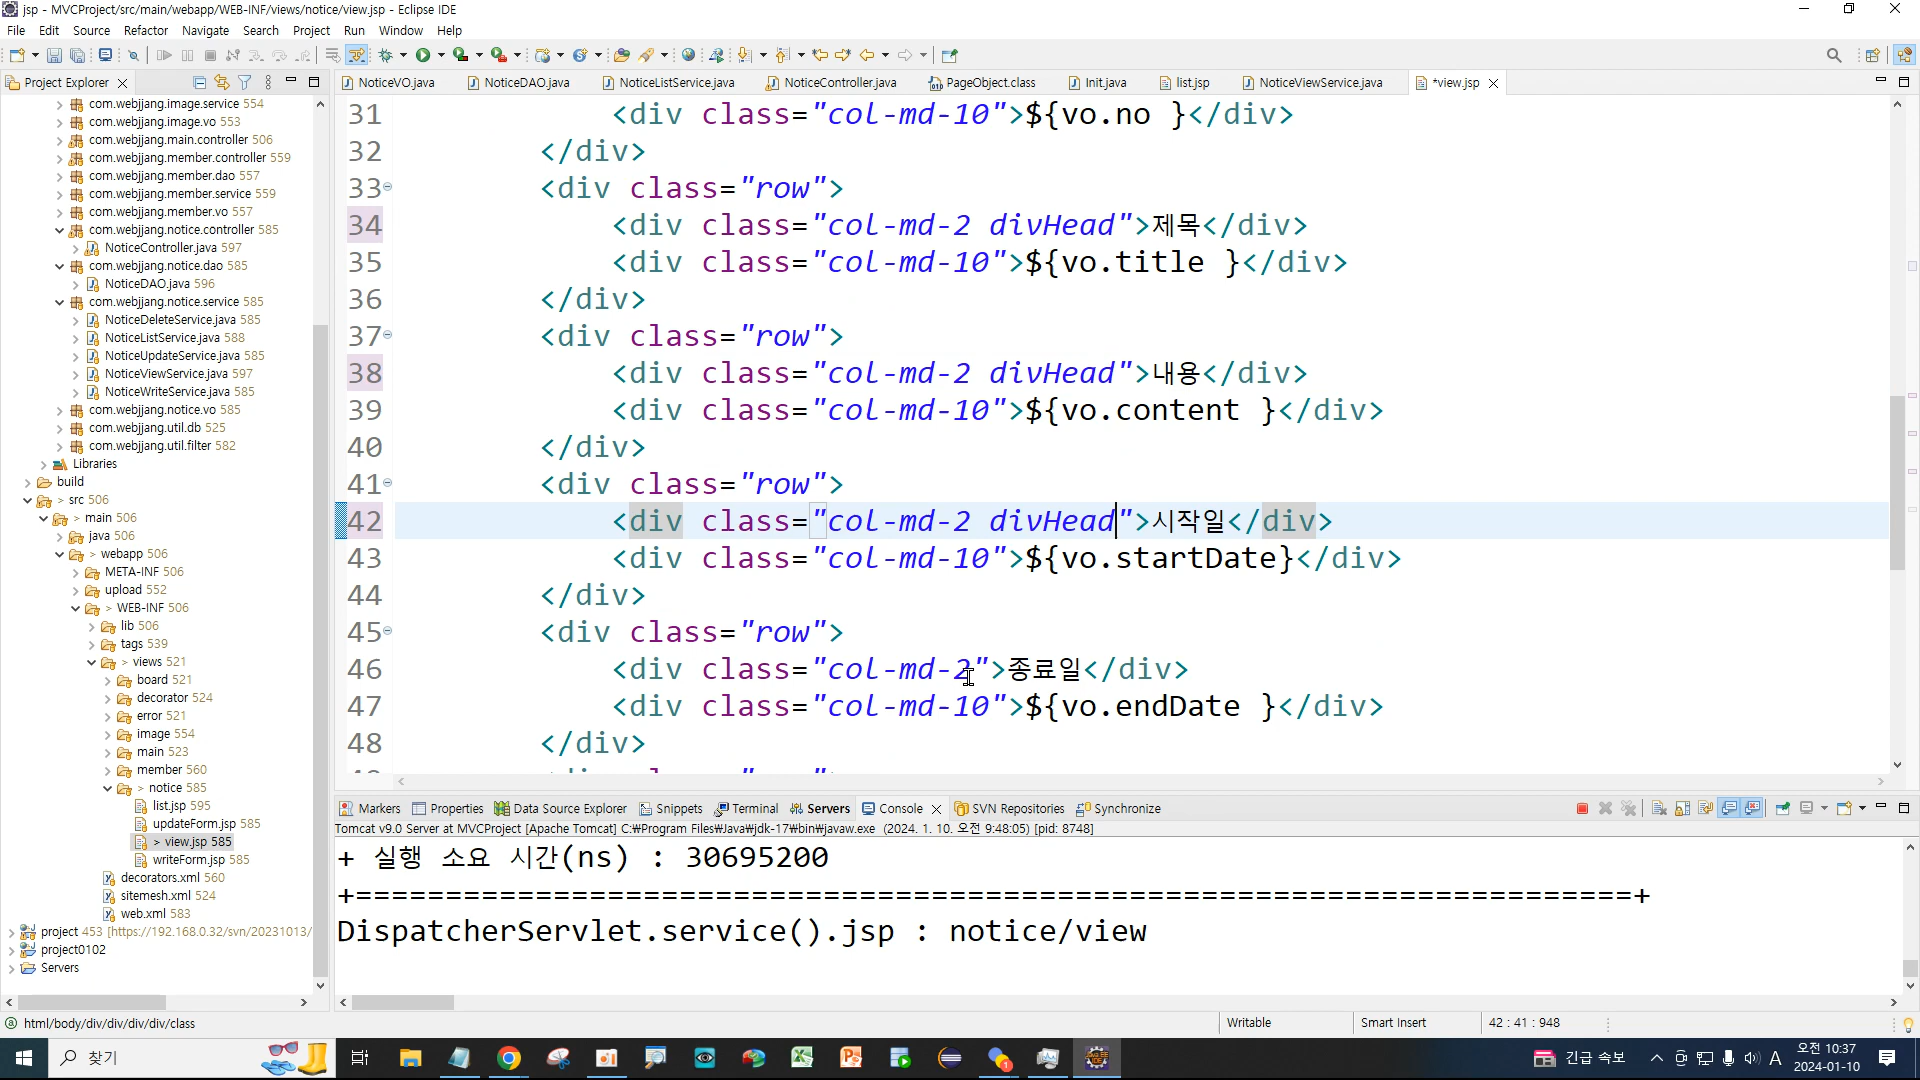 jsp - MVCProject/src/main/webapp/WEB-INF/views/notice/view.jsp - Eclipse IDE
File Edit Source Refactor Navigate Search Project Run Window Help
Project Explorer
NoticeVO.java NoticeDAO.java NoticeListService.java NoticeController.java PageObject.class Init.java list.jsp NoticeViewService.java *view.jsp
com.webjjang.image.service 554
com.webjjang.image.vo 553
com.webjjang.main.controller 506
com.webjjang.member.controller 559
com.webjjang.member.dao 557
com.webjjang.member.service 559
com.webjjang.member.vo 557
com.webjjang.notice.controller 585
NoticeController.java 597
com.webjjang.notice.dao 585
NoticeDAO.java 596
com.webjjang.notice.service 585
NoticeDeleteService.java 585
NoticeListService.java 588
NoticeUpdateService.java 585
NoticeViewService.java 597
NoticeWriteService.java 585
com.webjjang.notice.vo 585
com.webjjang.util.db 525
com.webjjang.util.filter 582
Libraries
build
> src 506
> main 506
java 506
> webapp 506
META-INF 506
upload 552
> WEB-INF 506
lib 506
tags 539
> views 521
board 521
decorator 524
error 521
image 554
main 523
member 560
> notice 585
list.jsp 595
updateForm.jsp 585
> view.jsp 585
writeForm.jsp 585
decorators.xml 560
sitemesh.xml 524
web.xml 583
project 453 [https://192.168.0.32/svn/20231013/
project0102
Servers
31 <div class="col-md-10">${vo.no }</div>
32 </div>
33 <div class="row">
34 <div class="col-md-2 divHead">제목</div>
35 <div class="col-md-10">${vo.title }</div>
36 </div>
37 <div class="row">
38 <div class="col-md-2 divHead">내용</div>
39 <div class="col-md-10">${vo.content }</div>
40 </div>
41 <div class="row">
42 <div class="col-md-2 divHead">시작일</div>
43 <div class="col-md-10">${vo.startDate}</div>
44 </div>
45 <div class="row">
46 <div class="col-md-2">종료일</div>
47 <div class="col-md-10">${vo.endDate }</div>
48 </div>
Markers Properties Data Source Explorer Snippets Terminal Servers Console SVN Repositories Synchronize
Tomcat v9.0 Server at MVCProject [Apache Tomcat] C:₩Program Files₩Java₩jdk-17₩bin₩javaw.exe (2024. 1. 10. 오전 9:48:05) [pid: 8748]
+ 실행 소요 시간(ns) : 30695200
+=======================================================================+
DispatcherServlet.service().jsp : notice/view
html/body/div/div/div/div/class
Writable
Smart Insert
42 : 41 : 948
찾기
긴급 속보
A
오전 10:37
2024-01-10